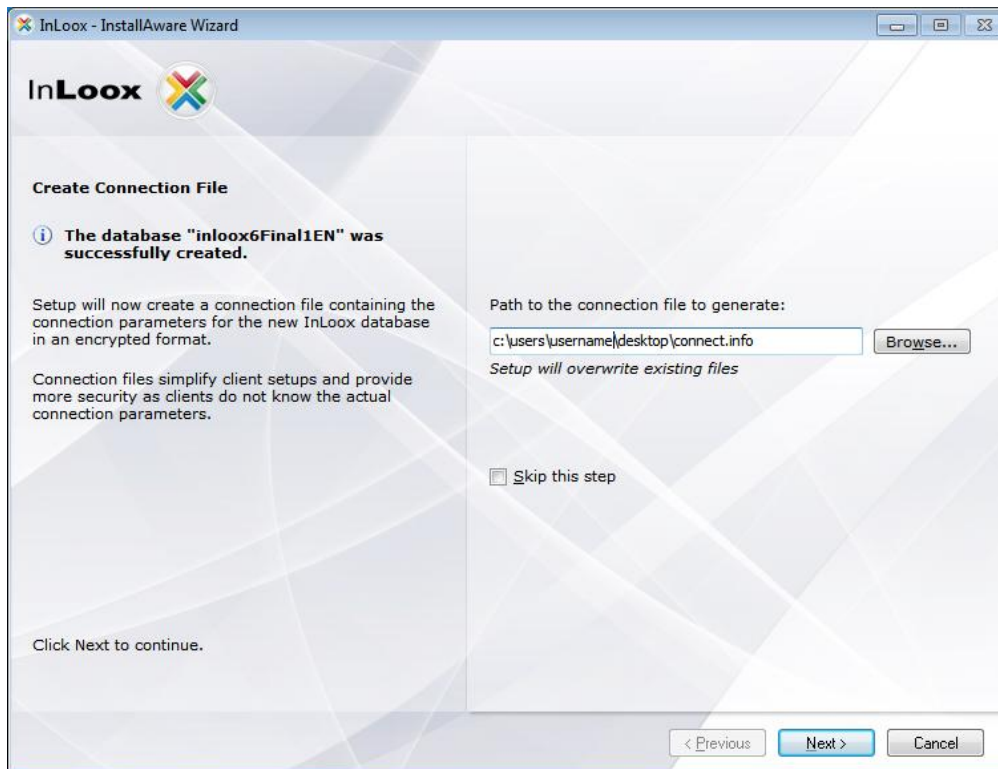 InLoox - InstallAware Wizard
InLoox
Create Connection File
The database "inloox6Final1EN" was
successfully created.
Setup will now create a connection file containing the
connection parameters for the new InLoox database
in an encrypted format.
Connection files simplify client setups and provide
more security as clients do not know the actual
connection parameters.
Path to the connection file to generate:
c:\users\username\desktop\connect.info
Browse...
Setup will overwrite existing files
Skip this step
Click Next to continue.
< Previous
Next >
Cancel